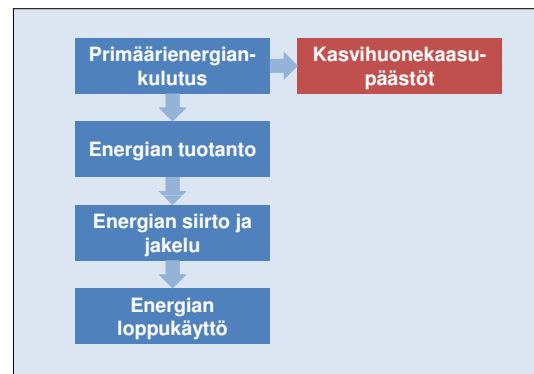 Primäärienergian-
kulutus
Kasvihuonekaasu-
päästöt
Energian tuotanto
Energian siirto ja
jakelu
Energian
loppukäyttö